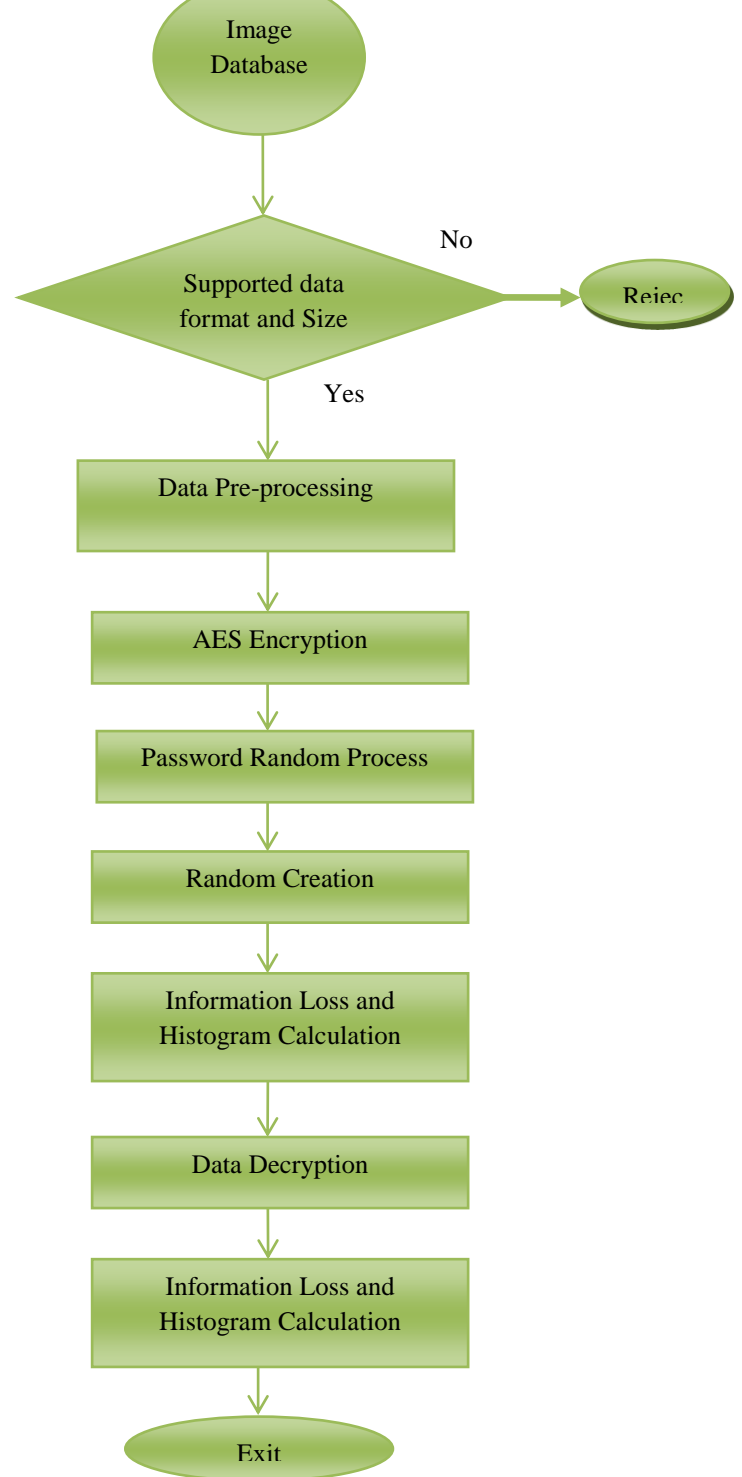 Image
Database
No
Supported data
format and Size
Rejec
Yes
Data Pre-processing
AES Encryption
Password Random Process
Random Creation
Information Loss and
Histogram Calculation
Data Decryption
Information Loss and
Histogram Calculation
Exit